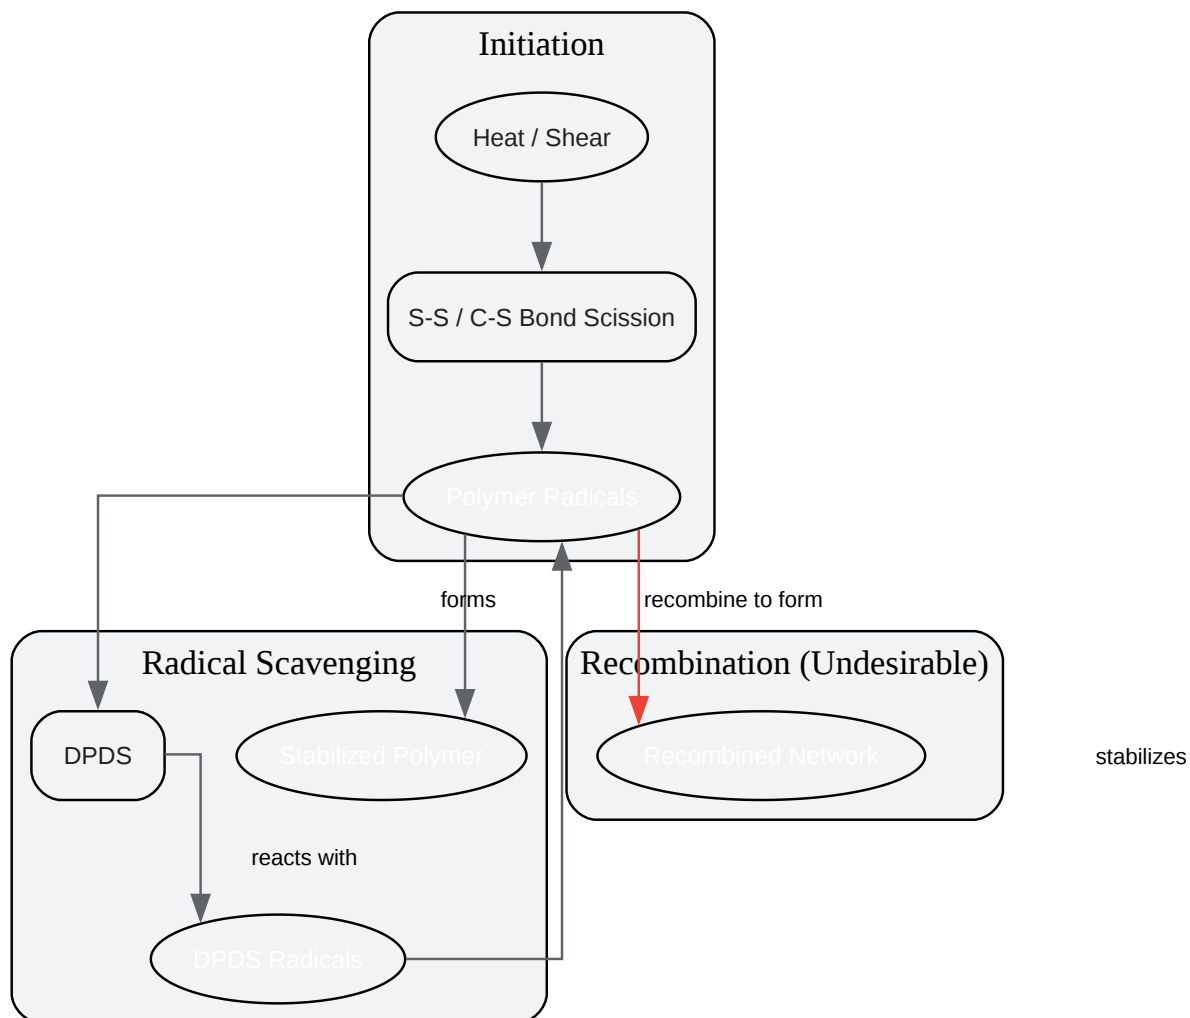 Initiation
Heat / Shear
S-S / C-S Bond Scission
Polymer Radicals
forms
recombine to form
Radical Scavenging
Recombination (Undesirable)
DPDS
Stabilized Polymer
Recombined Network
stabilizes
reacts with
DPDS Radicals